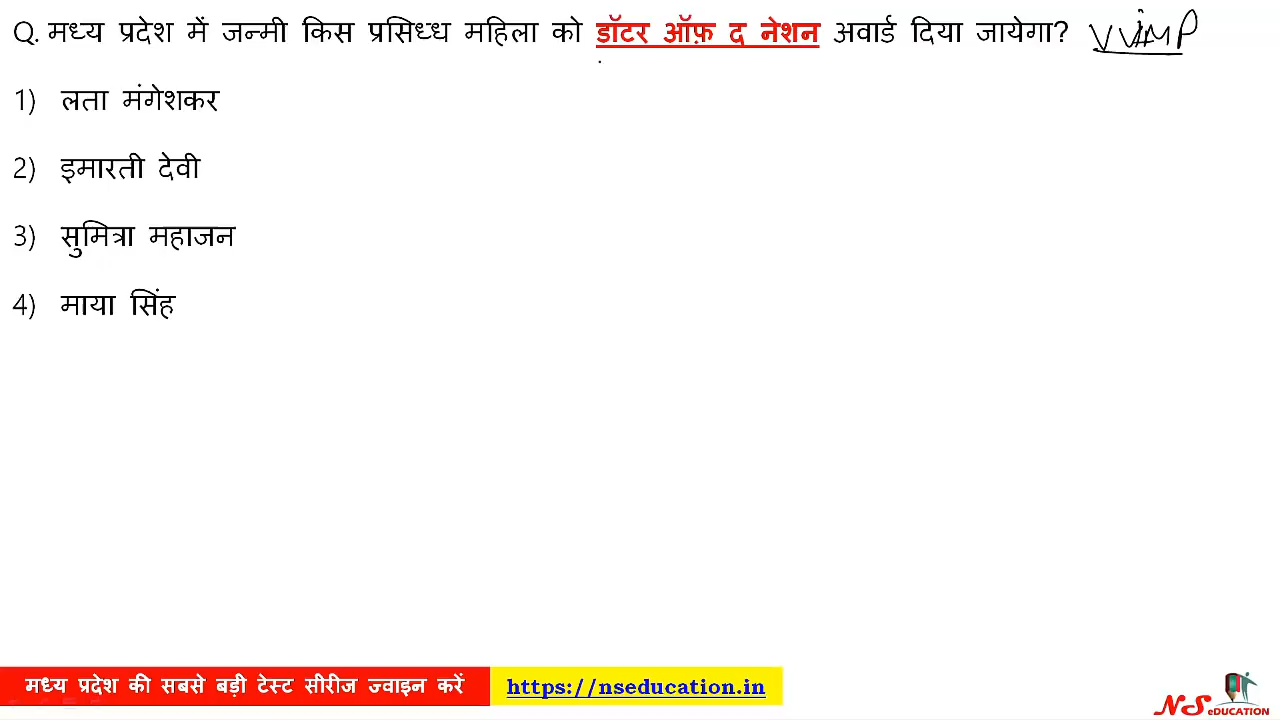 Q. मध्य प्रदेश में जन्मी किस प्रसिध्ध महिला को डॉटर ऑफ़ द नेशन अवार्ड दिया जायेगा? VVIMP
1) लता मंगेशकर
2) इमारती देवी
3) सुमित्रा महाजन
4) माया सिंह
मध्य प्रदेश की सबसे बड़ी टेस्ट सीरीज ज्वाइन करें https://nseducation.in
NS eDUCATION